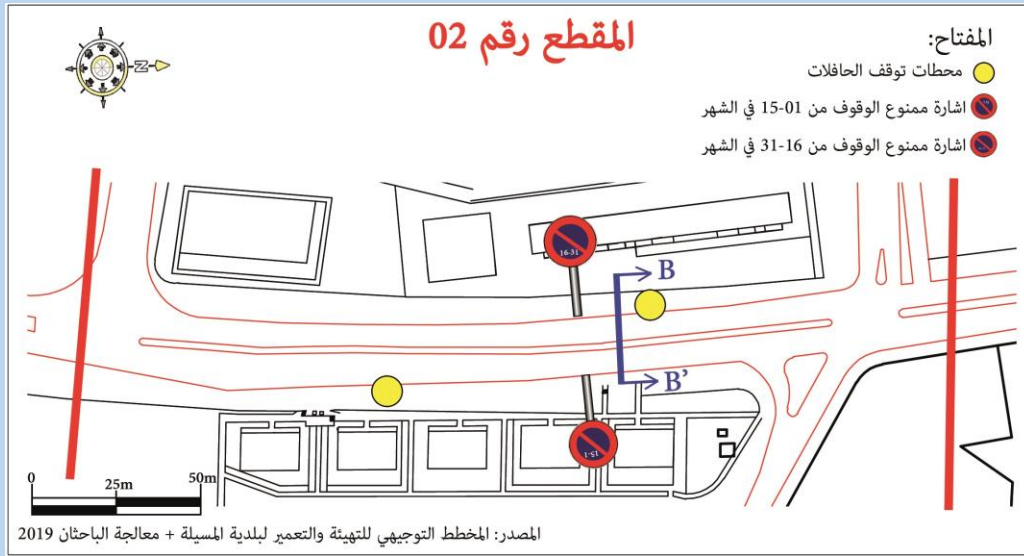 المقطع رقم 02
المفتاح:
محطات توقف الحافلات
اشارة ممنوع الوقوف من 01-15 في الشهر
اشارة ممنوع الوقوف من 16-31 في الشهر
N
16-31
B
B'
15-1
0 25m 50m
المصدر: المخطط التوجيهي للتهيئة والتعمير لبلدية المسيلة + معالجة الباحثان 2019